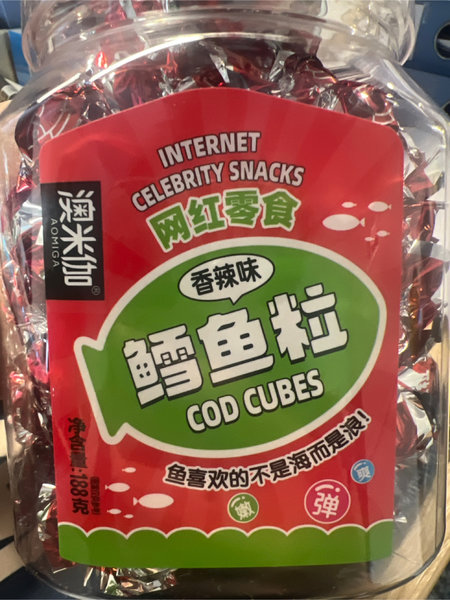 INTERNET
CELEBRITY SNACKS
网红零食
澳米伽®
AOMIGA
香辣味
鳕鱼粒
COD CUBES
鱼喜欢的不是海而是浪!
净含量:188克
嫩
弹
爽